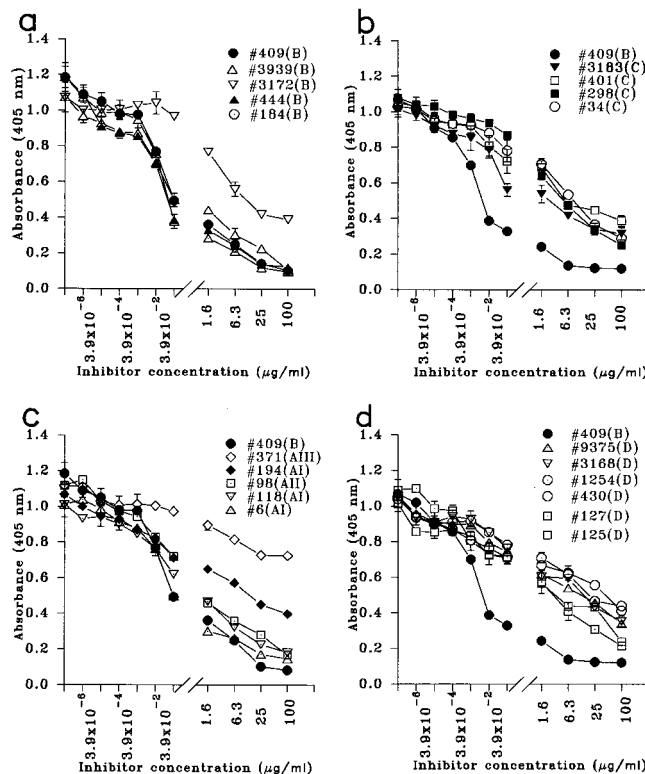 a
1.4
1.2
1.0
0.8
0.6
0.4
0.2
0.0
Absorbance (405 nm)
#409(B)
#3939(B)
#3172(B)
#444(B)
#184(B)
3.9x10⁻⁶
3.9x10⁻⁴
3.9x10⁻²
3.9x10
1.6
6.3
25
100
Inhibitor concentration (μg/ml)
b
1.4
1.2
1.0
0.8
0.6
0.4
0.2
0.0
Absorbance (405 nm)
#409(B)
#3183(C)
#401(C)
#298(C)
#34(C)
3.9x10⁻⁶
3.9x10⁻⁴
3.9x10⁻²
3.9x10
1.6
6.3
25
100
Inhibitor concentration (μg/ml)
c
1.4
1.2
1.0
0.8
0.6
0.4
0.2
0.0
Absorbance (405 nm)
#409(B)
#371(AIII)
#194(AI)
#98(AII)
#118(AI)
#6(AI)
3.9x10⁻⁶
3.9x10⁻⁴
3.9x10⁻²
3.9x10
1.6
6.3
25
100
Inhibitor concentration (μg/ml)
d
1.4
1.2
1.0
0.8
0.6
0.4
0.2
0.0
Absorbance (405 nm)
#409(B)
#9375(D)
#3168(D)
#1254(D)
#430(D)
#127(D)
#125(D)
3.9x10⁻⁶
3.9x10⁻⁴
3.9x10⁻²
3.9x10
1.6
6.3
25
100
Inhibitor concentration (μg/ml)